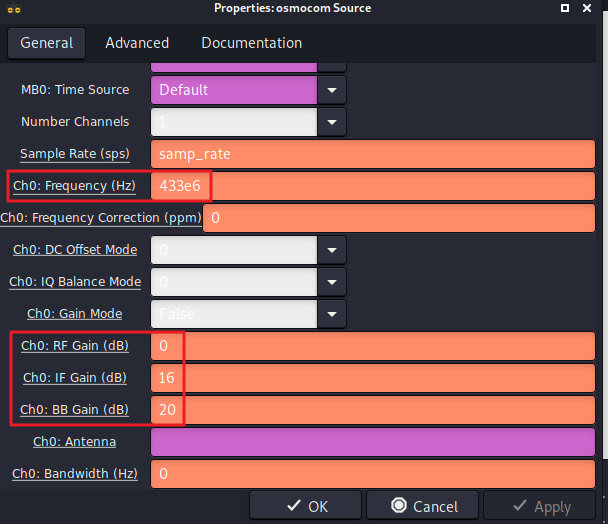 Properties: osmocom Source
General Advanced Documentation
MB0: Time Source Default
Number Channels 1
Sample Rate (sps) samp_rate
Ch0: Frequency (Hz) 433e6
Ch0: Frequency Correction (ppm) 0
Ch0: DC Offset Mode 0
Ch0: IQ Balance Mode 0
Ch0: Gain Mode False
Ch0: RF Gain (dB) 0
Ch0: IF Gain (dB) 16
Ch0: BB Gain (dB) 20
Ch0: Antenna
Ch0: Bandwidth (Hz) 0
OK Cancel Apply